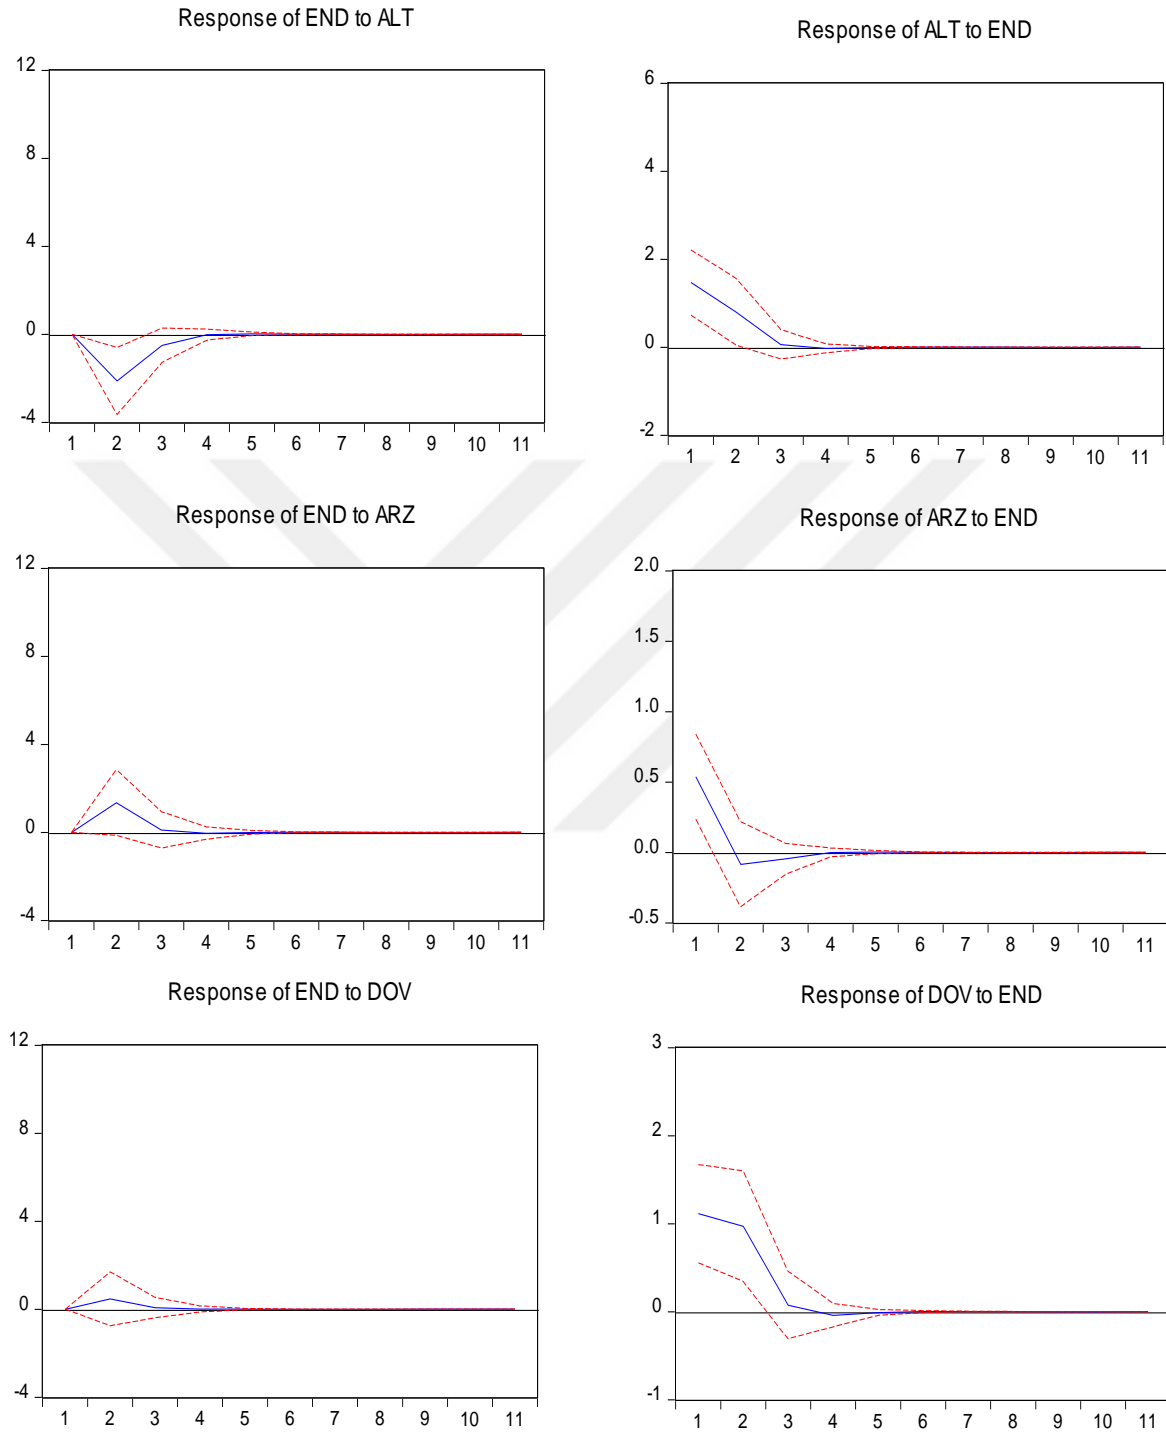 Response of END to ALT
12
8
4
0
-4
1 2 3 4 5 6 7 8 9 10 11
Response of ALT to END
6
4
2
0
-2
1 2 3 4 5 6 7 8 9 10 11
Response of END to ARZ
12
8
4
0
-4
1 2 3 4 5 6 7 8 9 10 11
Response of ARZ to END
2.0
1.5
1.0
0.5
0.0
-0.5
1 2 3 4 5 6 7 8 9 10 11
Response of END to DOV
12
8
4
0
-4
1 2 3 4 5 6 7 8 9 10 11
Response of DOV to END
3
2
1
0
-1
1 2 3 4 5 6 7 8 9 10 11